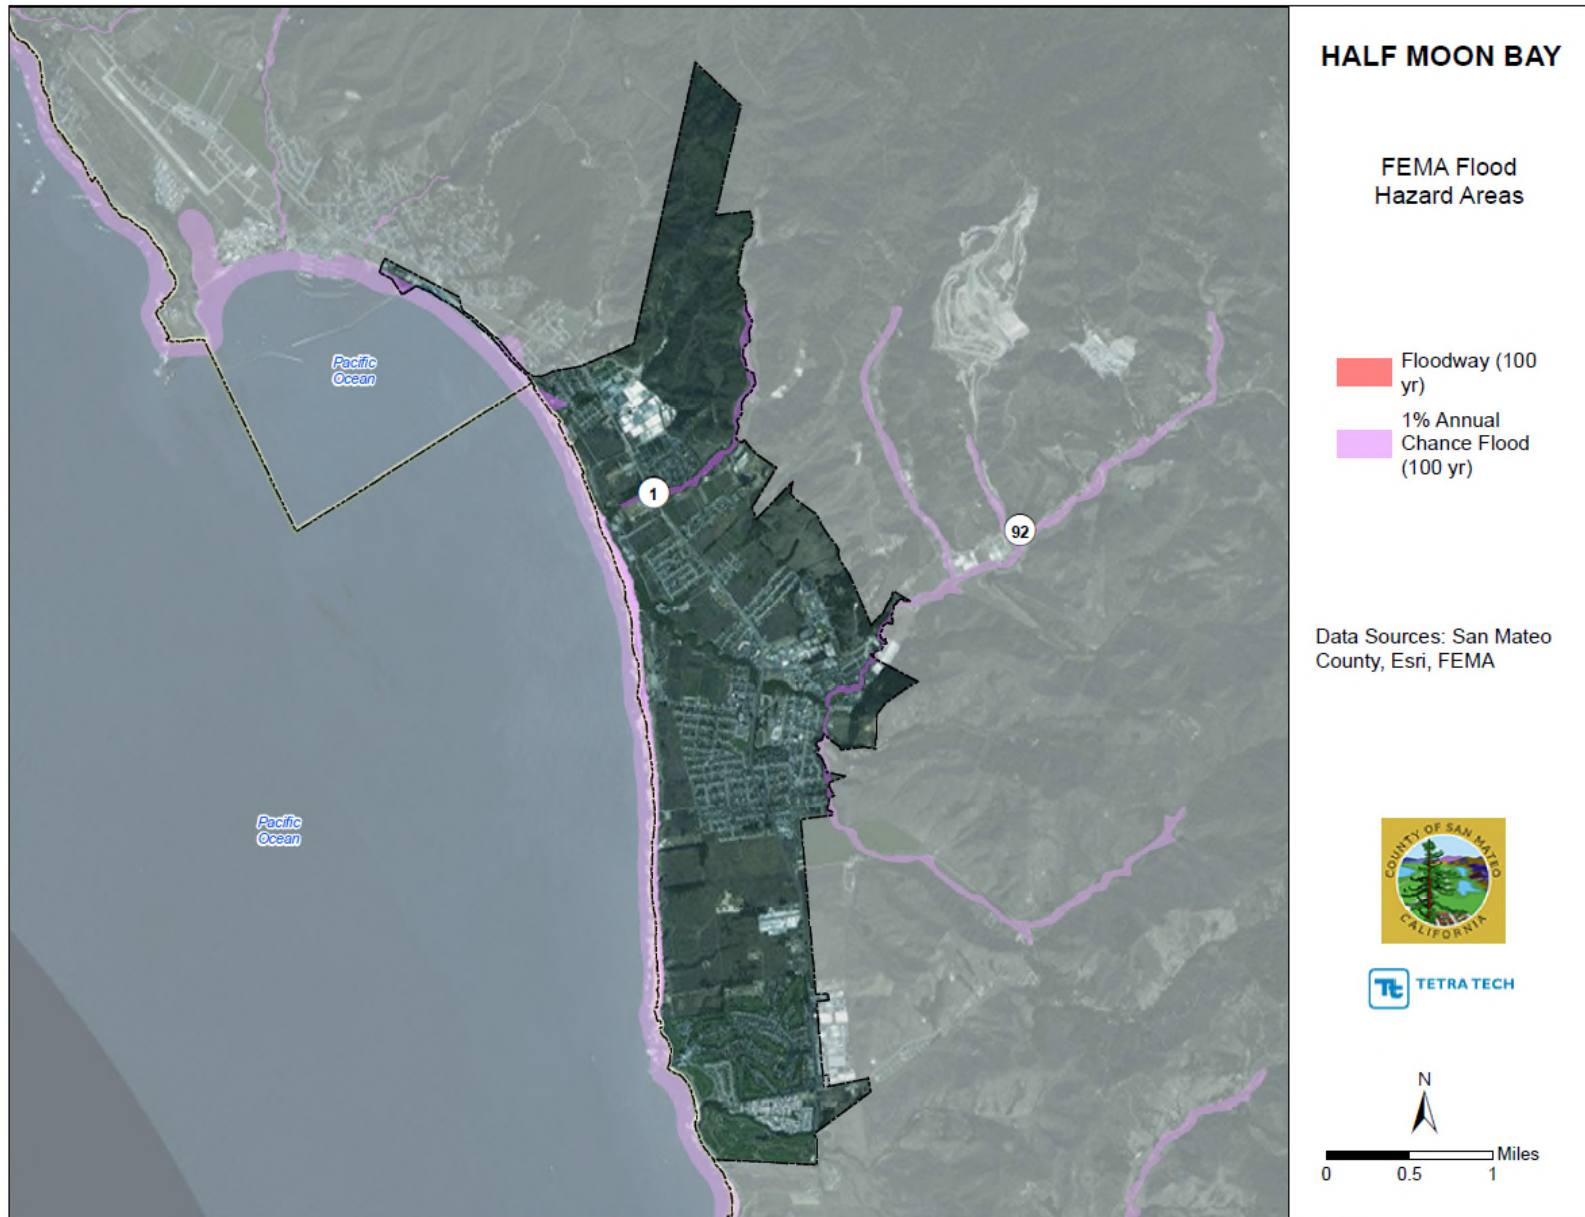 HALF MOON BAY
FEMA Flood
Hazard Areas
Floodway (100
yr)
1% Annual
Chance Flood
(100 yr)
Data Sources: San Mateo
County, Esri, FEMA
COUNTY OF SAN MATEO
CALIFORNIA
Tt TETRA TECH
N
Miles
0 0.5 1
Pacific
Ocean
1
92
Pacific
Ocean